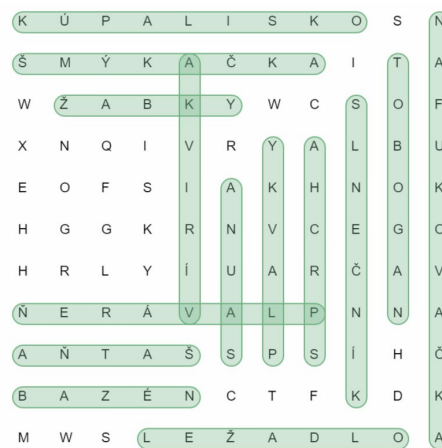 K Ú P A L I S K O S N
Š M Ý K A Č K A I T A
W Ž A B K Y W C S O F
X N Q I V R Y A L B U
E O F S I A K H N O K
H G G K R N V C E G O
H R L Y Í U A R Č A V
Ň E R Á V A L P N N A
A Ň T A Š S P S Í H Č
B A Z É N C T F K D K
M W S L E Ž A D L O A